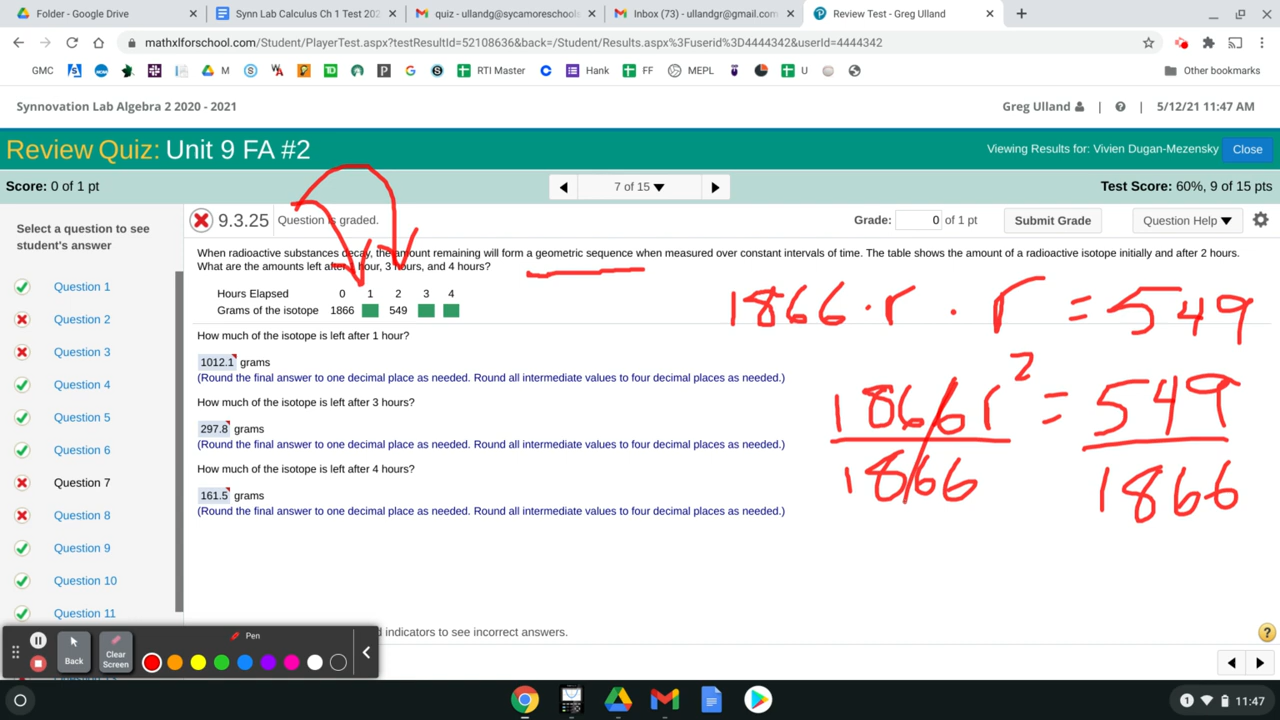 Folder - Google Drive
Synn Lab Calculus Ch 1 Test 202
quiz - ullandg@sycamoreschools
Inbox (73) - ullandgr@gmail.com
Review Test - Greg Ulland
mathxlforschool.com/Student/PlayerTest.aspx?testResultId=52108636&back=/Student/Results.aspx%3Fuserid%3D4444342&userId=4444342
GMC
M
RTI Master
Hank
FF
MEPL
U
Other bookmarks
Synnovation Lab Algebra 2 2020 - 2021
Greg Ulland
5/12/21 11:47 AM
Review Quiz: Unit 9 FA #2
Viewing Results for: Vivien Dugan-Mezensky
Close
Score: 0 of 1 pt
7 of 15
Test Score: 60%, 9 of 15 pts
Select a question to see student's answer
9.3.25 Question is graded.
Grade: 0 of 1 pt
Submit Grade
Question Help
When radioactive substances decay, the amount remaining will form a geometric sequence when measured over constant intervals of time. The table shows the amount of a radioactive isotope initially and after 2 hours.
What are the amounts left after 1 hour, 3 hours, and 4 hours?
Hours Elapsed 0 1 2 3 4
Grams of the isotope 1866 549
1866 · r · r = 549
How much of the isotope is left after 1 hour?
1012.1 grams
(Round the final answer to one decimal place as needed. Round all intermediate values to four decimal places as needed.)
How much of the isotope is left after 3 hours?
297.8 grams
(Round the final answer to one decimal place as needed. Round all intermediate values to four decimal places as needed.)
How much of the isotope is left after 4 hours?
161.5 grams
(Round the final answer to one decimal place as needed. Round all intermediate values to four decimal places as needed.)
1866 r² = 549
1866 1866
Question 1
Question 2
Question 3
Question 4
Question 5
Question 6
Question 7
Question 8
Question 9
Question 10
Question 11
d indicators to see incorrect answers.
Pen
Back
Clear Screen
1
11:47